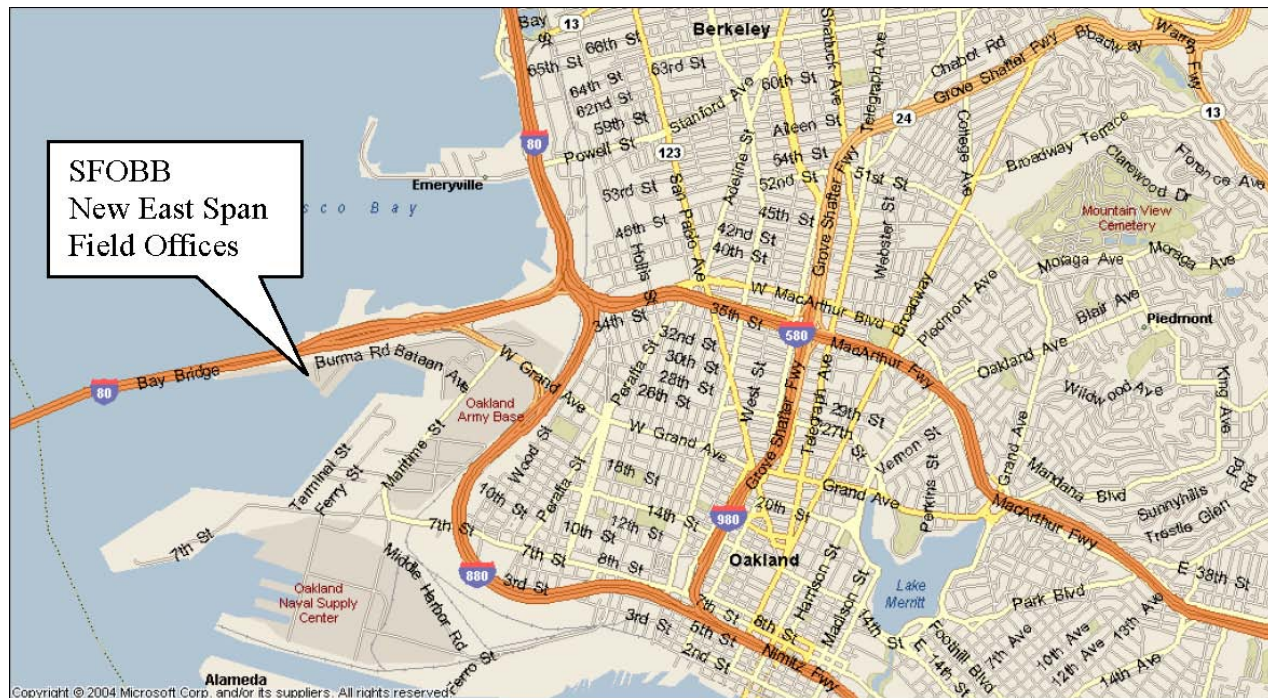 Bay
St
13
Berkeley
Shattuck Ave
Telegraph Ave
Chabot Rd
Grove Shafter Fwy
Broadway
Warren Fwy
66th St
65th St
63rd St
64th St
62nd St
60th St
59th St
Stanford Ave
Aileen St
80
Powell St
123
54th St
24
College Ave
13
Broadway Terrace
Florence Ave
Clarewood Dr
SFOBB
New East Span
Field Offices
Emeryville
sco Bay
53rd St
San Pablo Ave
Adeline St
52nd St
51st St
Mountain View
Cemetery
45th St
45th St
42nd St
40th St
Hollis St
Grove Shafter Fwy
Webster St
Moraga Ave
Moraga Ave
W MacArthur Blvd
Broadway
Piedmont Ave
Blair Ave
Piedmont
34th St
35th St
580
MacArthur Fwy
Oakland Ave
80
Bay Bridge
Burma Rd
Bataan Ave
W Grand Ave
Peralta St
32nd St
30th St
28th St
26th St
West St
Grove Shafter Fwy
Telegraph Ave
29th St
27th St
Wildwood Ave
King Ave
Oakland
Army Base
Maritime St
W Grand Ave
Vernon St
Grand Ave
Mandana Blvd
Sunnyhills Rd
Trestle Glen Rd
Terminal St
Ferry St
Wood St
Peralta St
18th St
10th St
14th St
12th St
10th St
980
20th St
Grand Ave
Perkins St
MacArthur Fwy
7th St
7th St
7th St
8th St
Oakland
Harrison St
Madison St
Lake
Merritt
E 38th St
Park Blvd
880
3rd St
Middle Harbor Rd
Oakland
Naval Supply
Center
3rd St
5th St
2nd St
7th St
8th St
Nimitz Fwy
14th St
E 14th St
Foothill Blvd
7th Ave
10th Ave
12th Ave
13th Ave
14th Ave
Ferro St
Alameda
Copyright © 2004 Microsoft Corp. and/or its suppliers. All rights reserved.